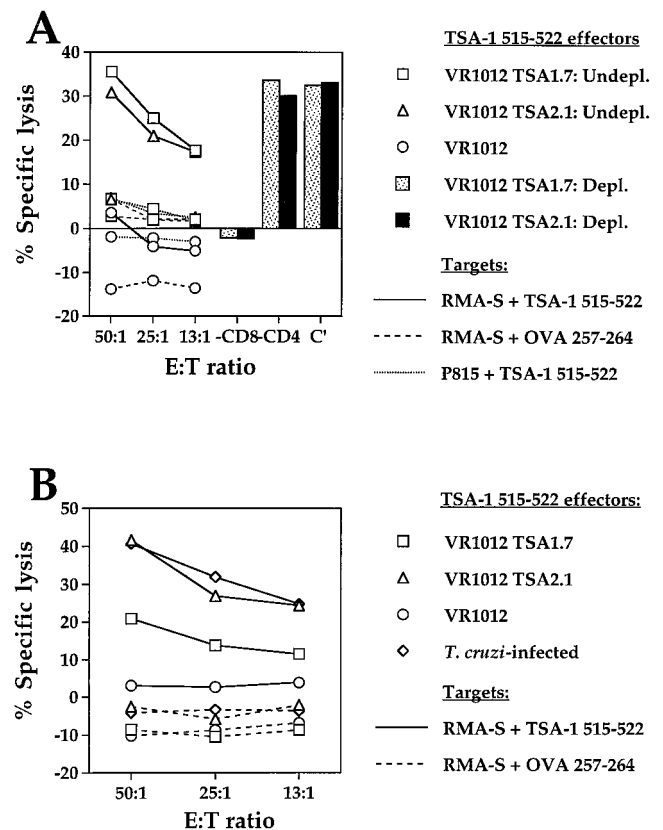 A
TSA-1 515-522 effectors
VR1012 TSA1.7: Undepl.
VR1012 TSA2.1: Undepl.
VR1012
VR1012 TSA1.7: Depl.
VR1012 TSA2.1: Depl.
Targets:
RMA-S + TSA-1 515-522
RMA-S + OVA 257-264
P815 + TSA-1 515-522
% Specific lysis
40
30
20
10
0
-10
-20
50:1 25:1 13:1 -CD8 -CD4 C'
E:T ratio
B
TSA-1 515-522 effectors:
VR1012 TSA1.7
VR1012 TSA2.1
VR1012
T. cruzi-infected
Targets:
RMA-S + TSA-1 515-522
RMA-S + OVA 257-264
% Specific lysis
50
40
30
20
10
0
-10
-20
50:1 25:1 13:1
E:T ratio